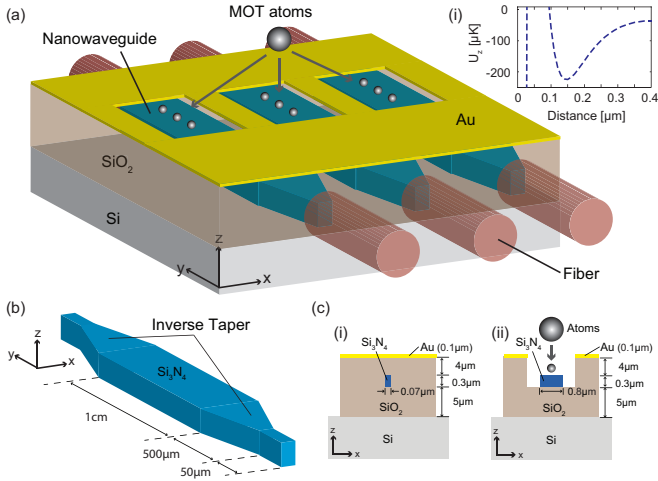 (a)
MOT atoms
Nanowaveguide
Au
SiO2
Si
z
y
x
Fiber
(i)
0
-100
-200
U_z [μK]
0 0.1 0.2 0.3 0.4
Distance [μm]
(b)
Inverse Taper
z
y
x
Si3N4
1cm
500μm
50μm
(c)
(i)
Si3N4
Au (0.1μm)
4μm
0.3μm
0.07μm
5μm
SiO2
Si
z
x
(ii)
Atoms
Si3N4
Au (0.1μm)
4μm
0.3μm
0.8μm
5μm
SiO2
Si
z
x